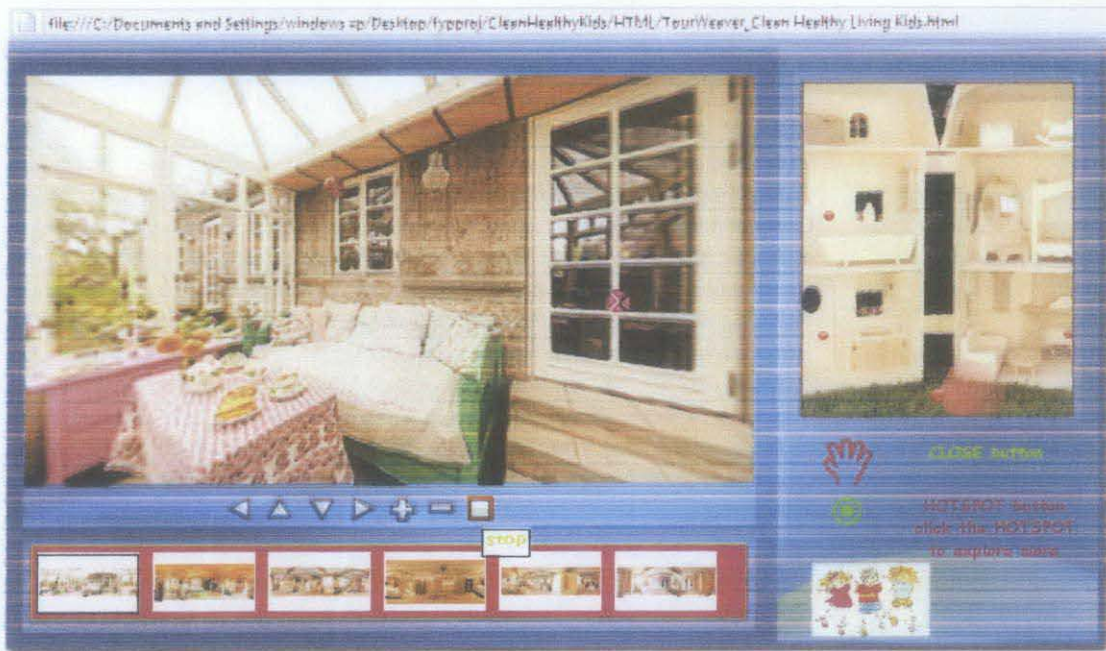 file:///C:/Documents and Settings/windows xp/Desktop/fypproj/CleanHealthyKids/HTML/TourWeaver_Clean Healthy Living Kids.html
CLOSE button
HOTSPOT button
click the HOTSPOT
to explore more
stop